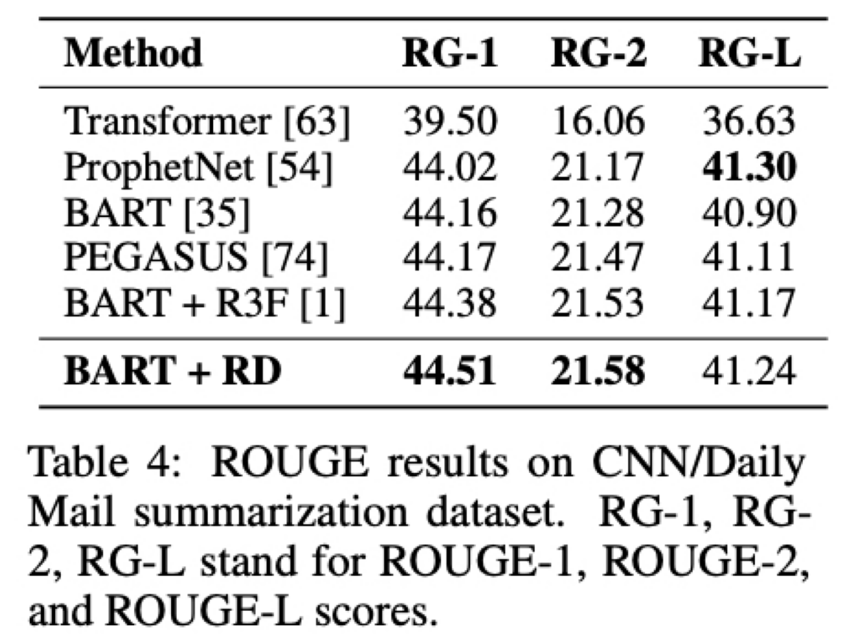 Method RG-1 RG-2 RG-L
Transformer [63] 39.50 16.06 36.63
ProphetNet [54] 44.02 21.17 41.30
BART [35] 44.16 21.28 40.90
PEGASUS [74] 44.17 21.47 41.11
BART + R3F [1] 44.38 21.53 41.17
BART + RD 44.51 21.58 41.24
Table 4: ROUGE results on CNN/Daily
Mail summarization dataset. RG-1, RG-
2, RG-L stand for ROUGE-1, ROUGE-2,
and ROUGE-L scores.